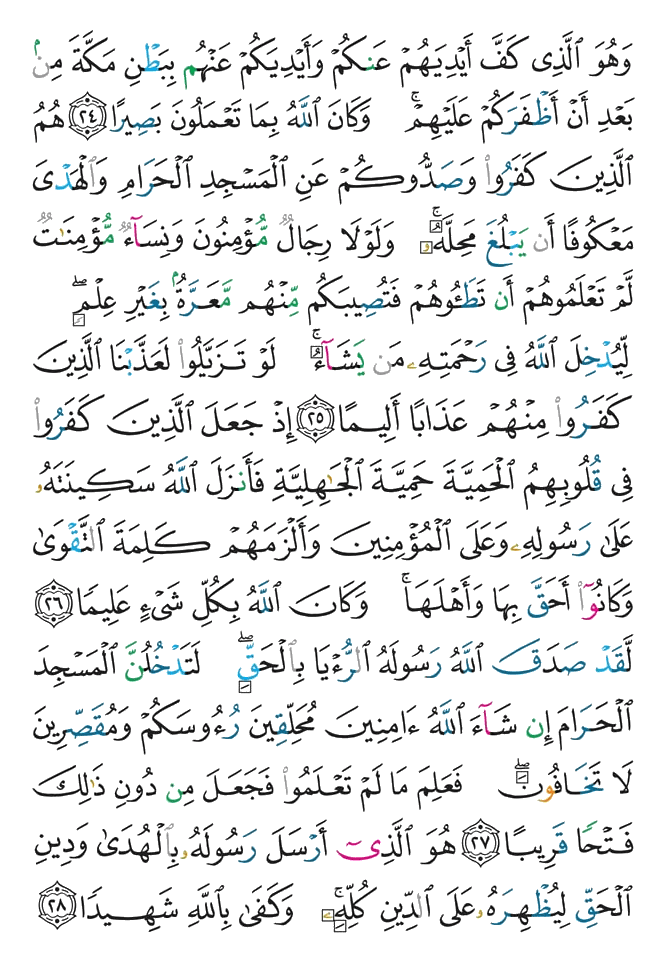 وَهُوَ ٱلَّذِى كَفَّ أَيْدِيَهُمْ عَنكُمْ وَأَيْدِيَكُمْ عَنْهُم بِبَطْنِ مَكَّةَ مِنۢ
بَعْدِ أَنْ أَظْفَرَكُمْ عَلَيْهِمْ ۚ وَكَانَ ٱللَّهُ بِمَا تَعْمَلُونَ بَصِيرًا ٢٤ هُمُ
ٱلَّذِينَ كَفَرُوا۟ وَصَدُّوكُمْ عَنِ ٱلْمَسْجِدِ ٱلْحَرَامِ وَٱلْهَدْىَ
مَعْكُوفًا أَن يَبْلُغَ مَحِلَّهُۥ ۚ وَلَوْلَا رِجَالٌ مُّؤْمِنُونَ وَنِسَآءٌ مُّؤْمِنَـٰتٌ
لَّمْ تَعْلَمُوهُمْ أَن تَطَـُٔوهُمْ فَتُصِيبَكُم مِّنْهُم مَّعَرَّةٌۢ بِغَيْرِ عِلْمٍ ۖ
لِّيُدْخِلَ ٱللَّهُ فِى رَحْمَتِهِۦ مَن يَشَآءُ ۚ لَوْ تَزَيَّلُوا۟ لَعَذَّبْنَا ٱلَّذِينَ
كَفَرُوا۟ مِنْهُمْ عَذَابًا أَلِيمًا ٢٥ إِذْ جَعَلَ ٱلَّذِينَ كَفَرُوا۟
فِى قُلُوبِهِمُ ٱلْحَمِيَّةَ حَمِيَّةَ ٱلْجَـٰهِلِيَّةِ فَأَنزَلَ ٱللَّهُ سَكِينَتَهُۥ
عَلَىٰ رَسُولِهِۦ وَعَلَى ٱلْمُؤْمِنِينَ وَأَلْزَمَهُمْ كَلِمَةَ ٱلتَّقْوَىٰ
وَكَانُوٓا۟ أَحَقَّ بِهَا وَأَهْلَهَا ۚ وَكَانَ ٱللَّهُ بِكُلِّ شَىْءٍ عَلِيمًا ٢٦
لَّقَدْ صَدَقَ ٱللَّهُ رَسُولَهُ ٱلرُّءْيَا بِٱلْحَقِّ ۖ لَتَدْخُلُنَّ ٱلْمَسْجِدَ
ٱلْحَرَامَ إِن شَآءَ ٱللَّهُ ءَامِنِينَ مُحَلِّقِينَ رُءُوسَكُمْ وَمُقَصِّرِينَ
لَا تَخَافُونَ ۖ فَعَلِمَ مَا لَمْ تَعْلَمُوا۟ فَجَعَلَ مِن دُونِ ذَٰلِكَ
فَتْحًا قَرِيبًا ٢٧ هُوَ ٱلَّذِىٓ أَرْسَلَ رَسُولَهُۥ بِٱلْهُدَىٰ وَدِينِ
ٱلْحَقِّ لِيُظْهِرَهُۥ عَلَى ٱلدِّينِ كُلِّهِۦ ۚ وَكَفَىٰ بِٱللَّهِ شَهِيدًا ٢٨